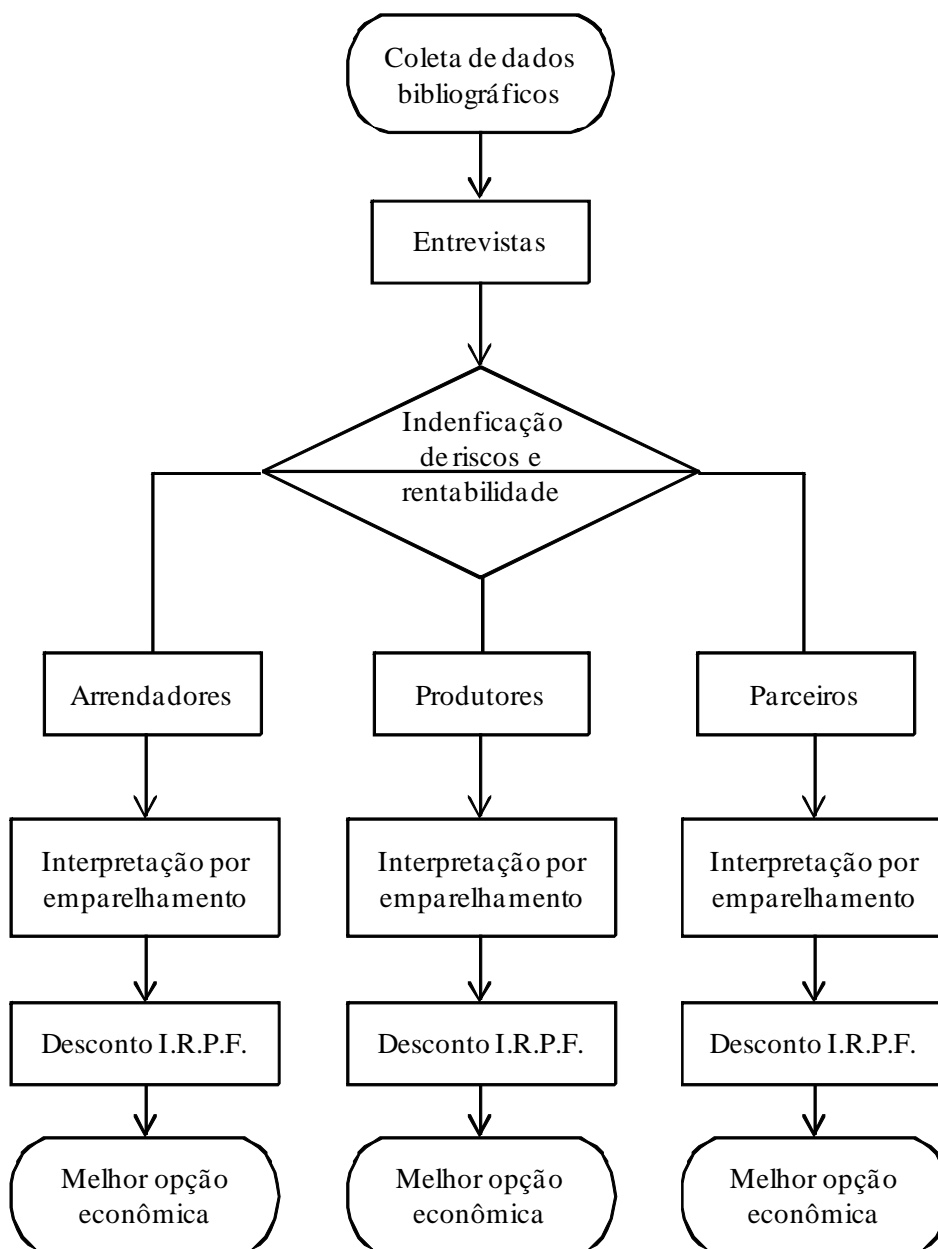 Coleta de dados
bibliográficos
Entrevistas
Indenficação
de riscos e
rentabilidade
Arrendadores
Produtores
Parceiros
Interpretação por
emparelhamento
Interpretação por
emparelhamento
Interpretação por
emparelhamento
Desconto I.R.P.F.
Desconto I.R.P.F.
Desconto I.R.P.F.
Melhor opção
econômica
Melhor opção
econômica
Melhor opção
econômica